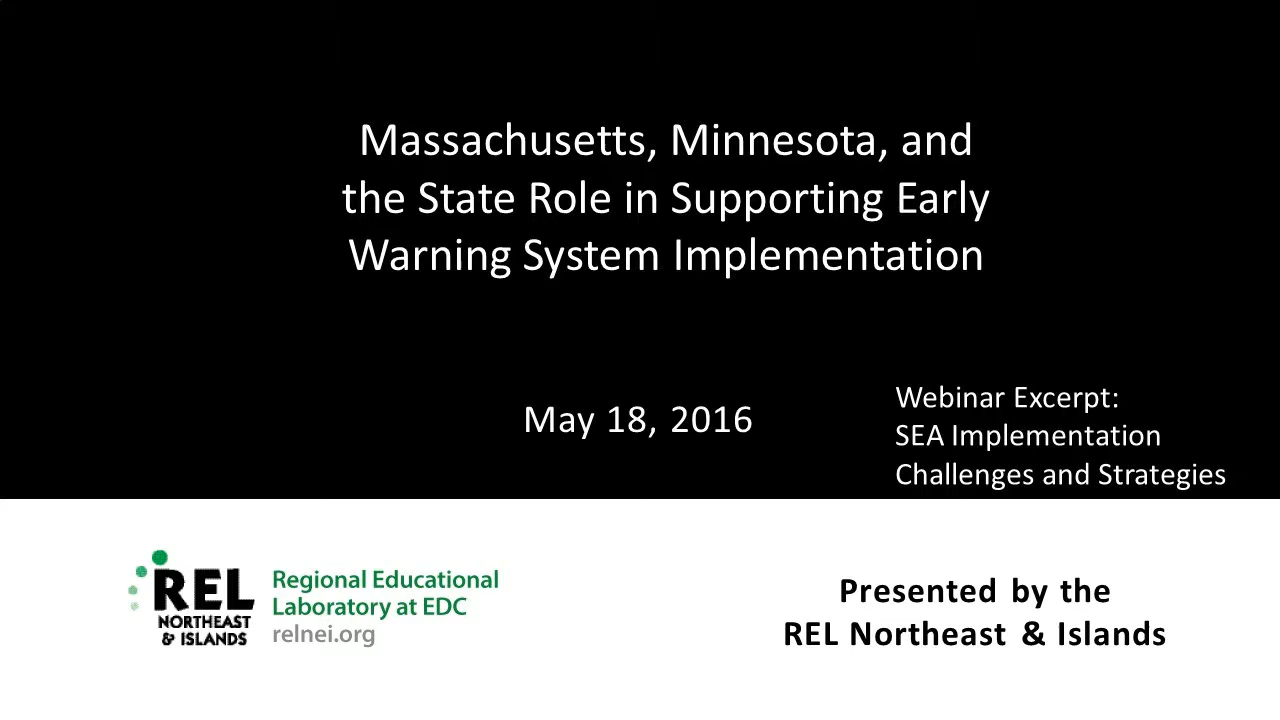 Massachusetts, Minnesota, and
the State Role in Supporting Early
Warning System Implementation
May 18, 2016
Webinar Excerpt:
SEA Implementation
Challenges and Strategies
REL
NORTHEAST
& ISLANDS
Regional Educational
Laboratory at EDC
relnei.org
Presented by the
REL Northeast & Islands